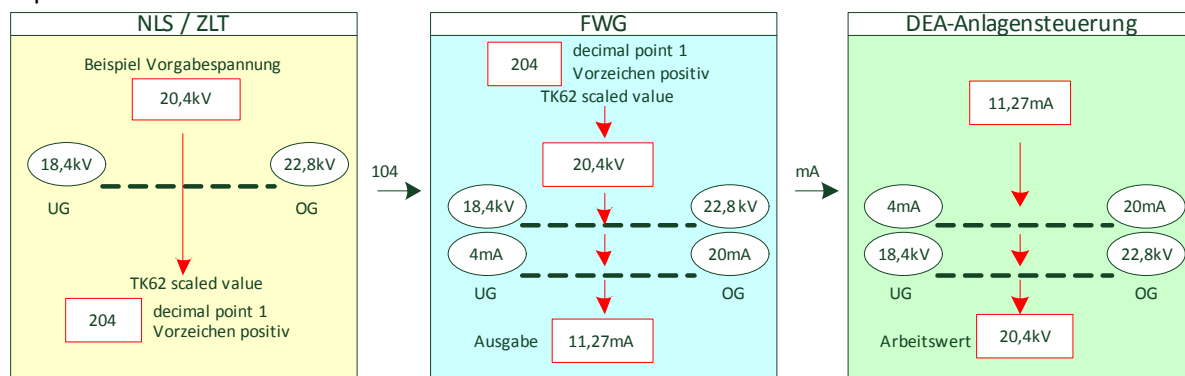 NLS / ZLT
Beispiel Vorgabespannung
20,4kV
18,4kV
22,8kV
UG
OG
TK62 scaled value
204
decimal point 1
Vorzeichen positiv
104
FWG
204
decimal point 1
Vorzeichen positiv
TK62 scaled value
20,4kV
18,4kV
22,8kV
4mA
20mA
UG
OG
Ausgabe
11,27mA
mA
DEA-Anlagensteuerung
11,27mA
4mA
20mA
18,4kV
22,8kV
UG
OG
Arbeitswert
20,4kV